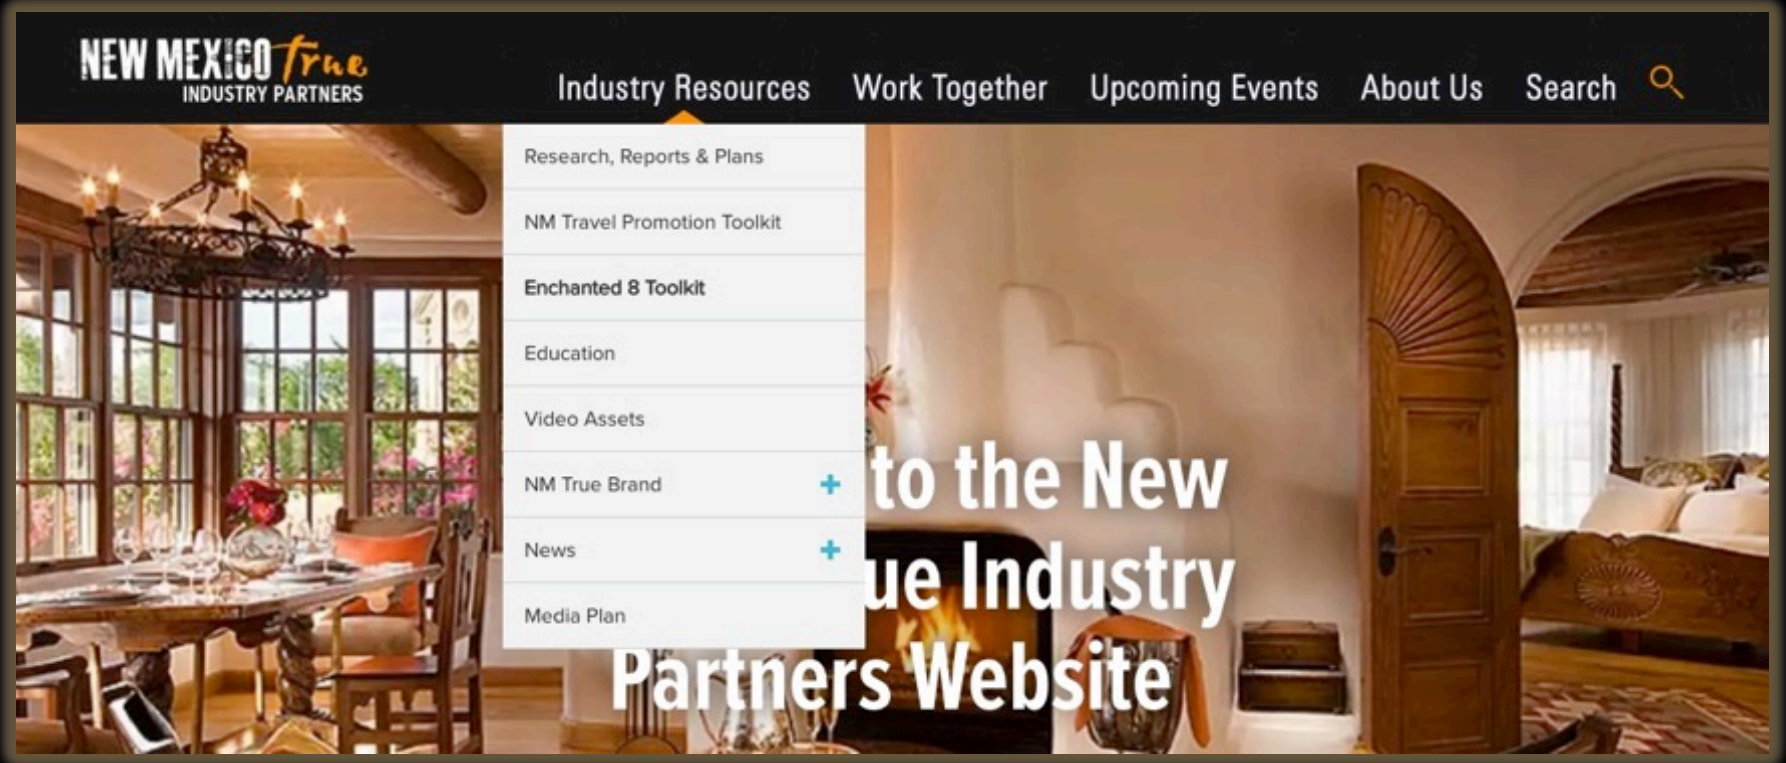 NEW MEXICO True
INDUSTRY PARTNERS
Industry Resources Work Together Upcoming Events About Us Search
Research, Reports & Plans
NM Travel Promotion Toolkit
Enchanted 8 Toolkit
Education
Video Assets
NM True Brand +
News +
Media Plan
to the New
ue Industry
Partners Website